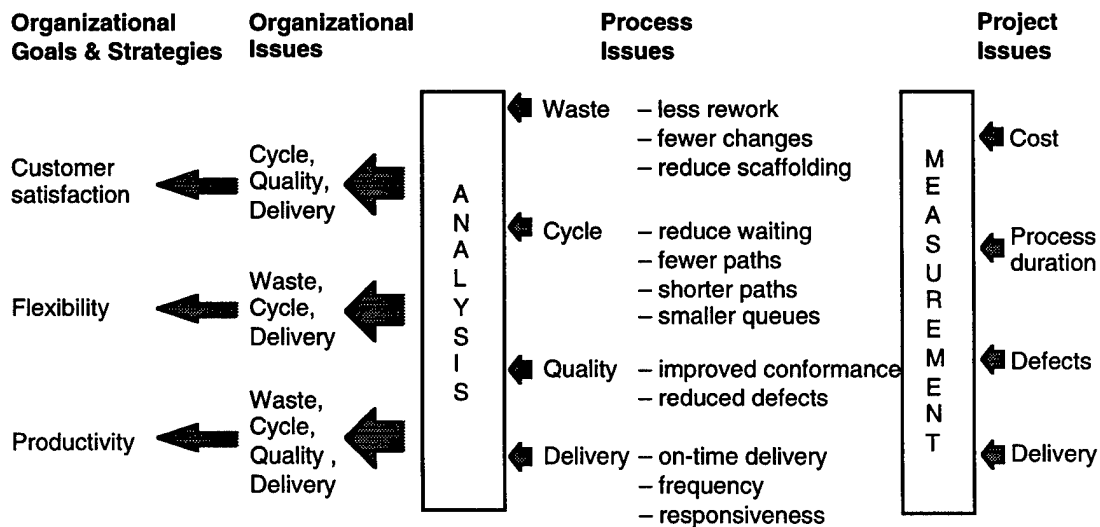 Organizational
Goals & Strategies
Organizational
Issues
Process
Issues
Project
Issues
Customer
satisfaction
Flexibility
Productivity
Cycle,
Quality,
Delivery
Waste,
Cycle,
Delivery
Waste,
Cycle,
Quality ,
Delivery
ANALYSIS
Waste – less rework
– fewer changes
– reduce scaffolding
Cycle – reduce waiting
– fewer paths
– shorter paths
– smaller queues
Quality – improved conformance
– reduced defects
Delivery – on-time delivery
– frequency
– responsiveness
MEASUREMENT
Cost
Process
duration
Defects
Delivery